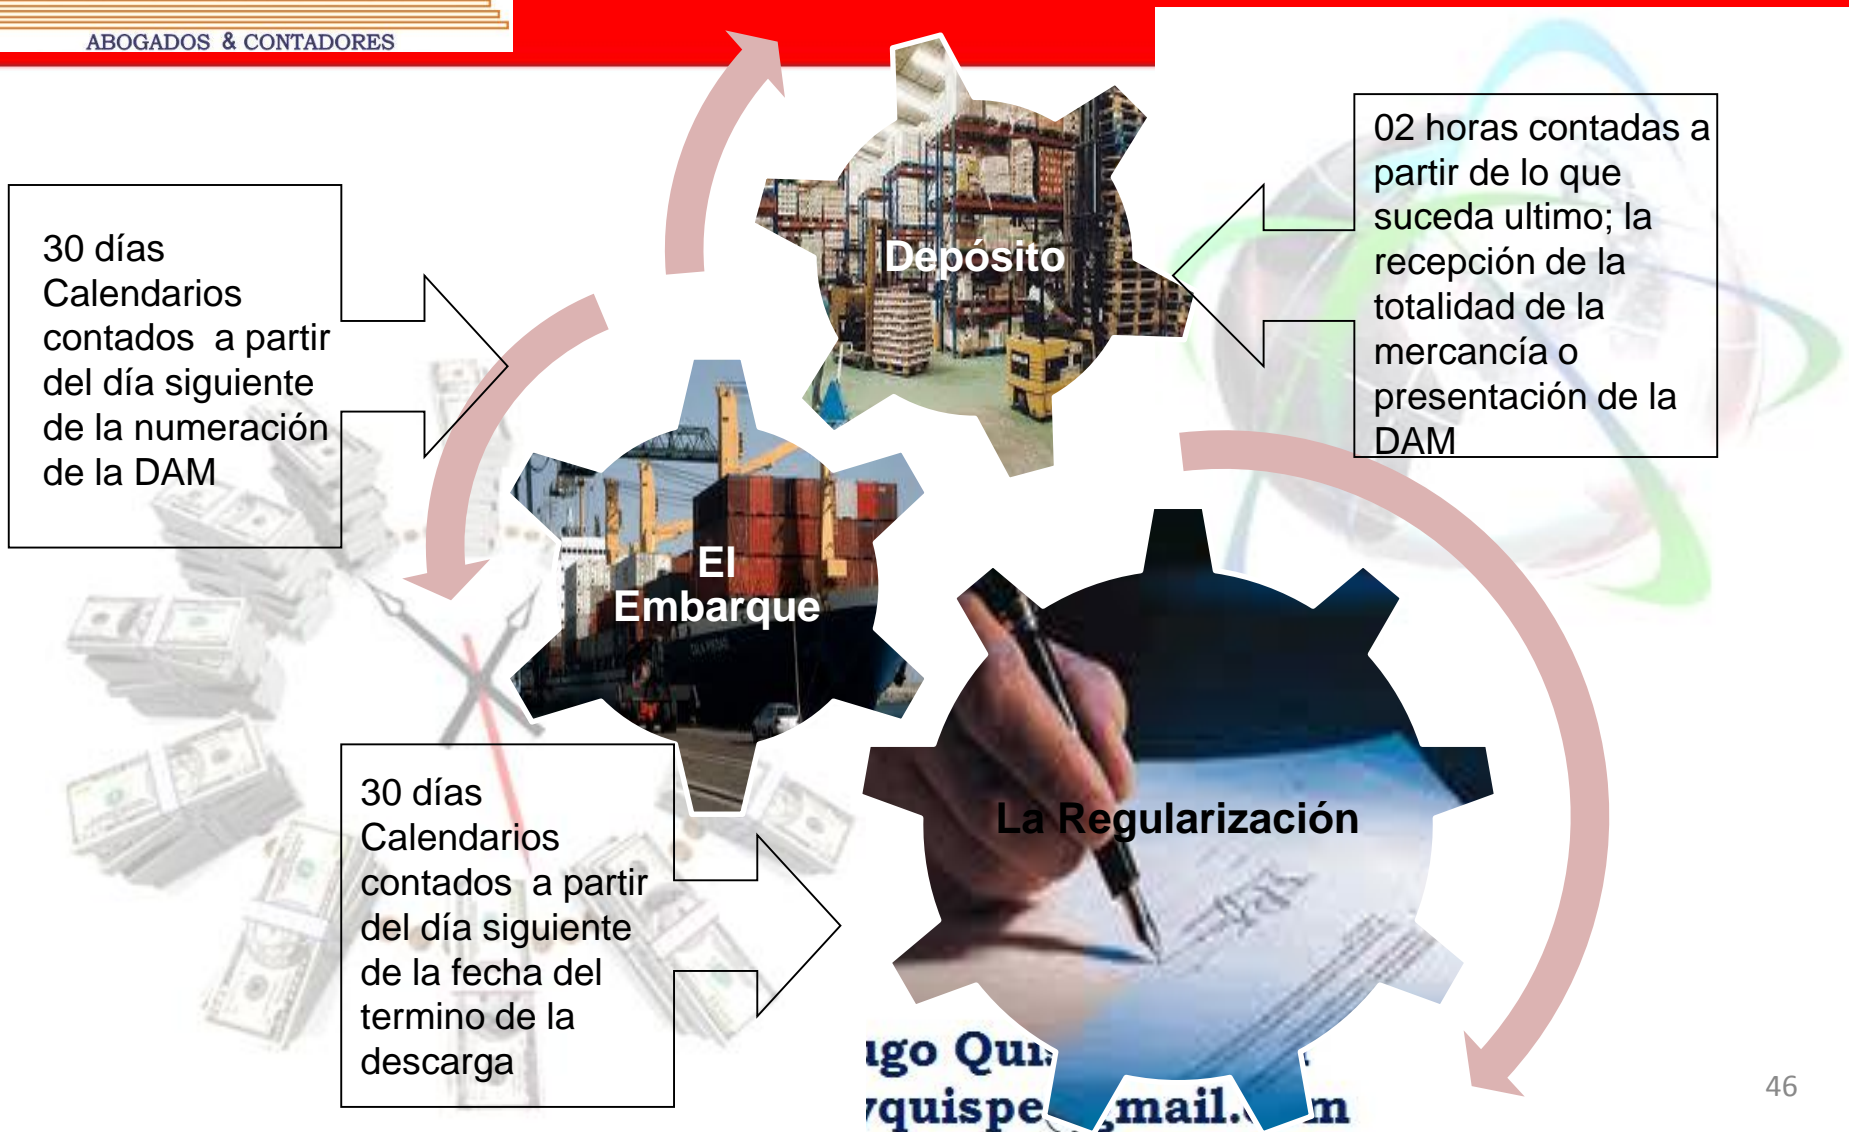 ABOGADOS & CONTADORES
30 días
Calendarios
contados a partir
del día siguiente
de la numeración
de la DAM
Depósito
02 horas contadas a
partir de lo que
suceda ultimo; la
recepción de la
totalidad de la
mercancía o
presentación de la
DAM
El
Embarque
30 días
Calendarios
contados a partir
del día siguiente
de la fecha del
termino de la
descarga
La Regularización
46